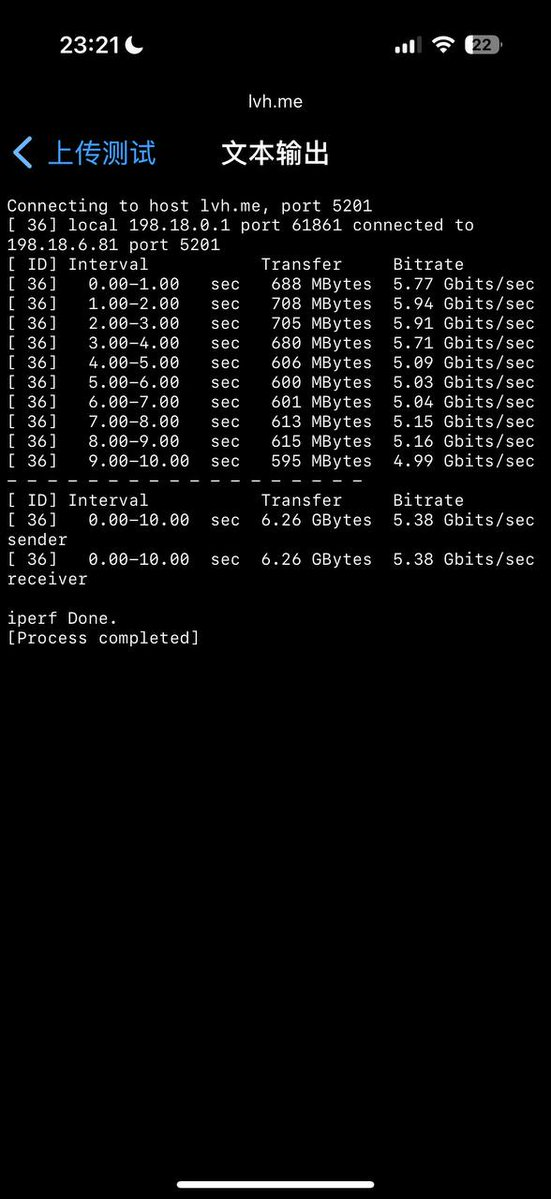 23:21
22
lvh.me
上传测试
文本输出
Connecting to host lvh.me, port 5201
[ 36] local 198.18.0.1 port 61861 connected to
198.18.6.81 port 5201
[ ID] Interval           Transfer     Bitrate
[ 36]   0.00-1.00   sec   688 MBytes  5.77 Gbits/sec
[ 36]   1.00-2.00   sec   708 MBytes  5.94 Gbits/sec
[ 36]   2.00-3.00   sec   705 MBytes  5.91 Gbits/sec
[ 36]   3.00-4.00   sec   680 MBytes  5.71 Gbits/sec
[ 36]   4.00-5.00   sec   606 MBytes  5.09 Gbits/sec
[ 36]   5.00-6.00   sec   600 MBytes  5.03 Gbits/sec
[ 36]   6.00-7.00   sec   601 MBytes  5.04 Gbits/sec
[ 36]   7.00-8.00   sec   613 MBytes  5.15 Gbits/sec
[ 36]   8.00-9.00   sec   615 MBytes  5.16 Gbits/sec
[ 36]   9.00-10.00  sec   595 MBytes  4.99 Gbits/sec
- - - - - - - - - - - - - - - - - -
[ ID] Interval           Transfer     Bitrate
[ 36]   0.00-10.00  sec  6.26 GBytes  5.38 Gbits/sec
sender
[ 36]   0.00-10.00  sec  6.26 GBytes  5.38 Gbits/sec
receiver
iperf Done.
[Process completed]